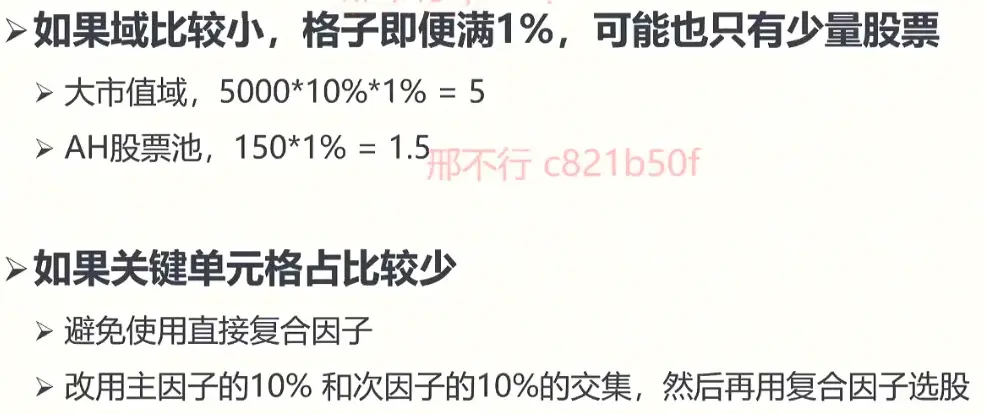 ➢如果域比较小，格子即便满1%，可能也只有少量股票
➢ 大市值域，5000*10%*1% = 5
➢ AH股票池，150*1% = 1.5
邢不行 c821b50f
➢如果关键单元格占比较少
➢ 避免使用直接复合因子
➢ 改用主因子的10% 和次因子的10%的交集，然后再用复合因子选股